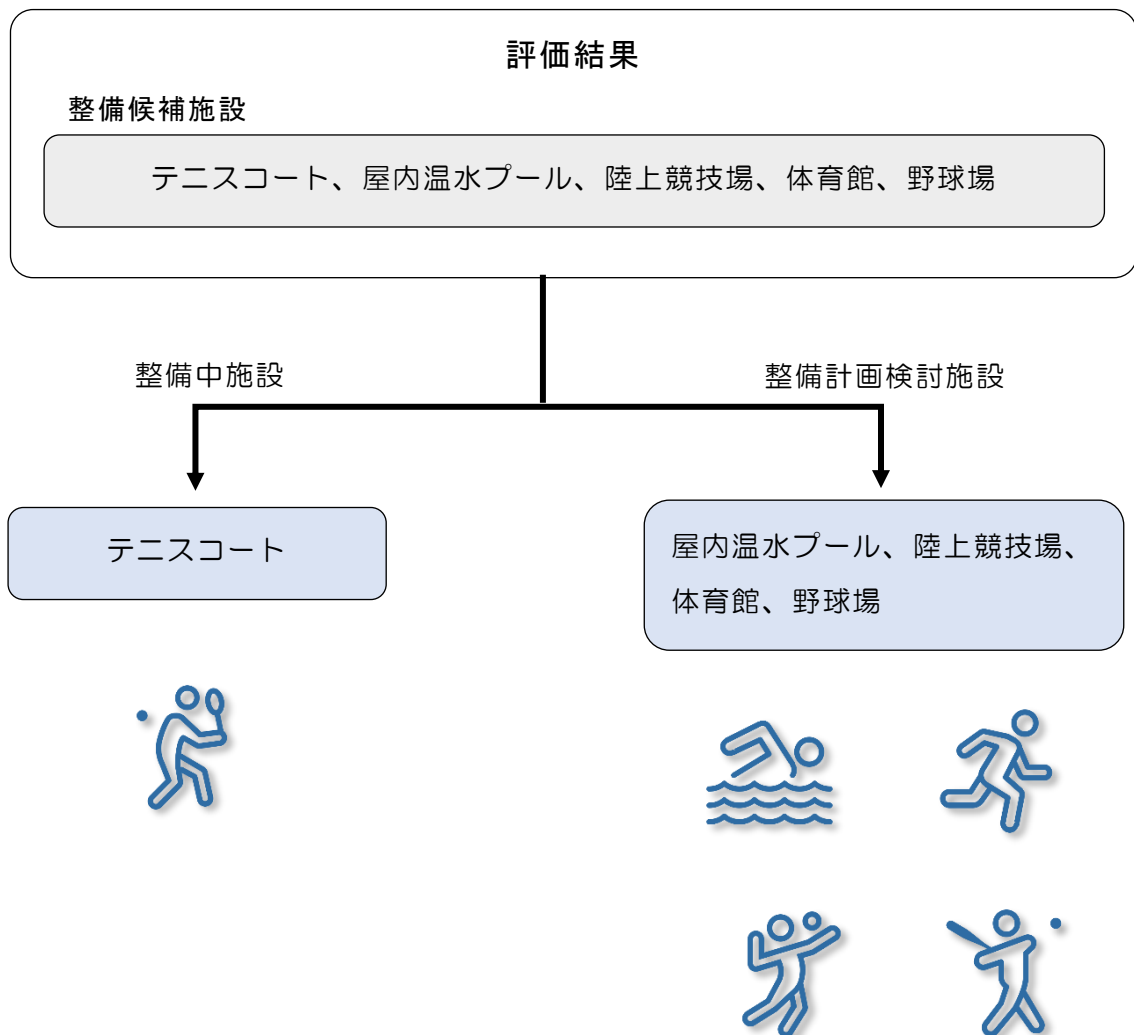 評価結果
整備候補施設
テニスコート、屋内温水プール、陸上競技場、体育館、野球場
整備中施設
整備計画検討施設
テニスコート
屋内温水プール、陸上競技場、
体育館、野球場